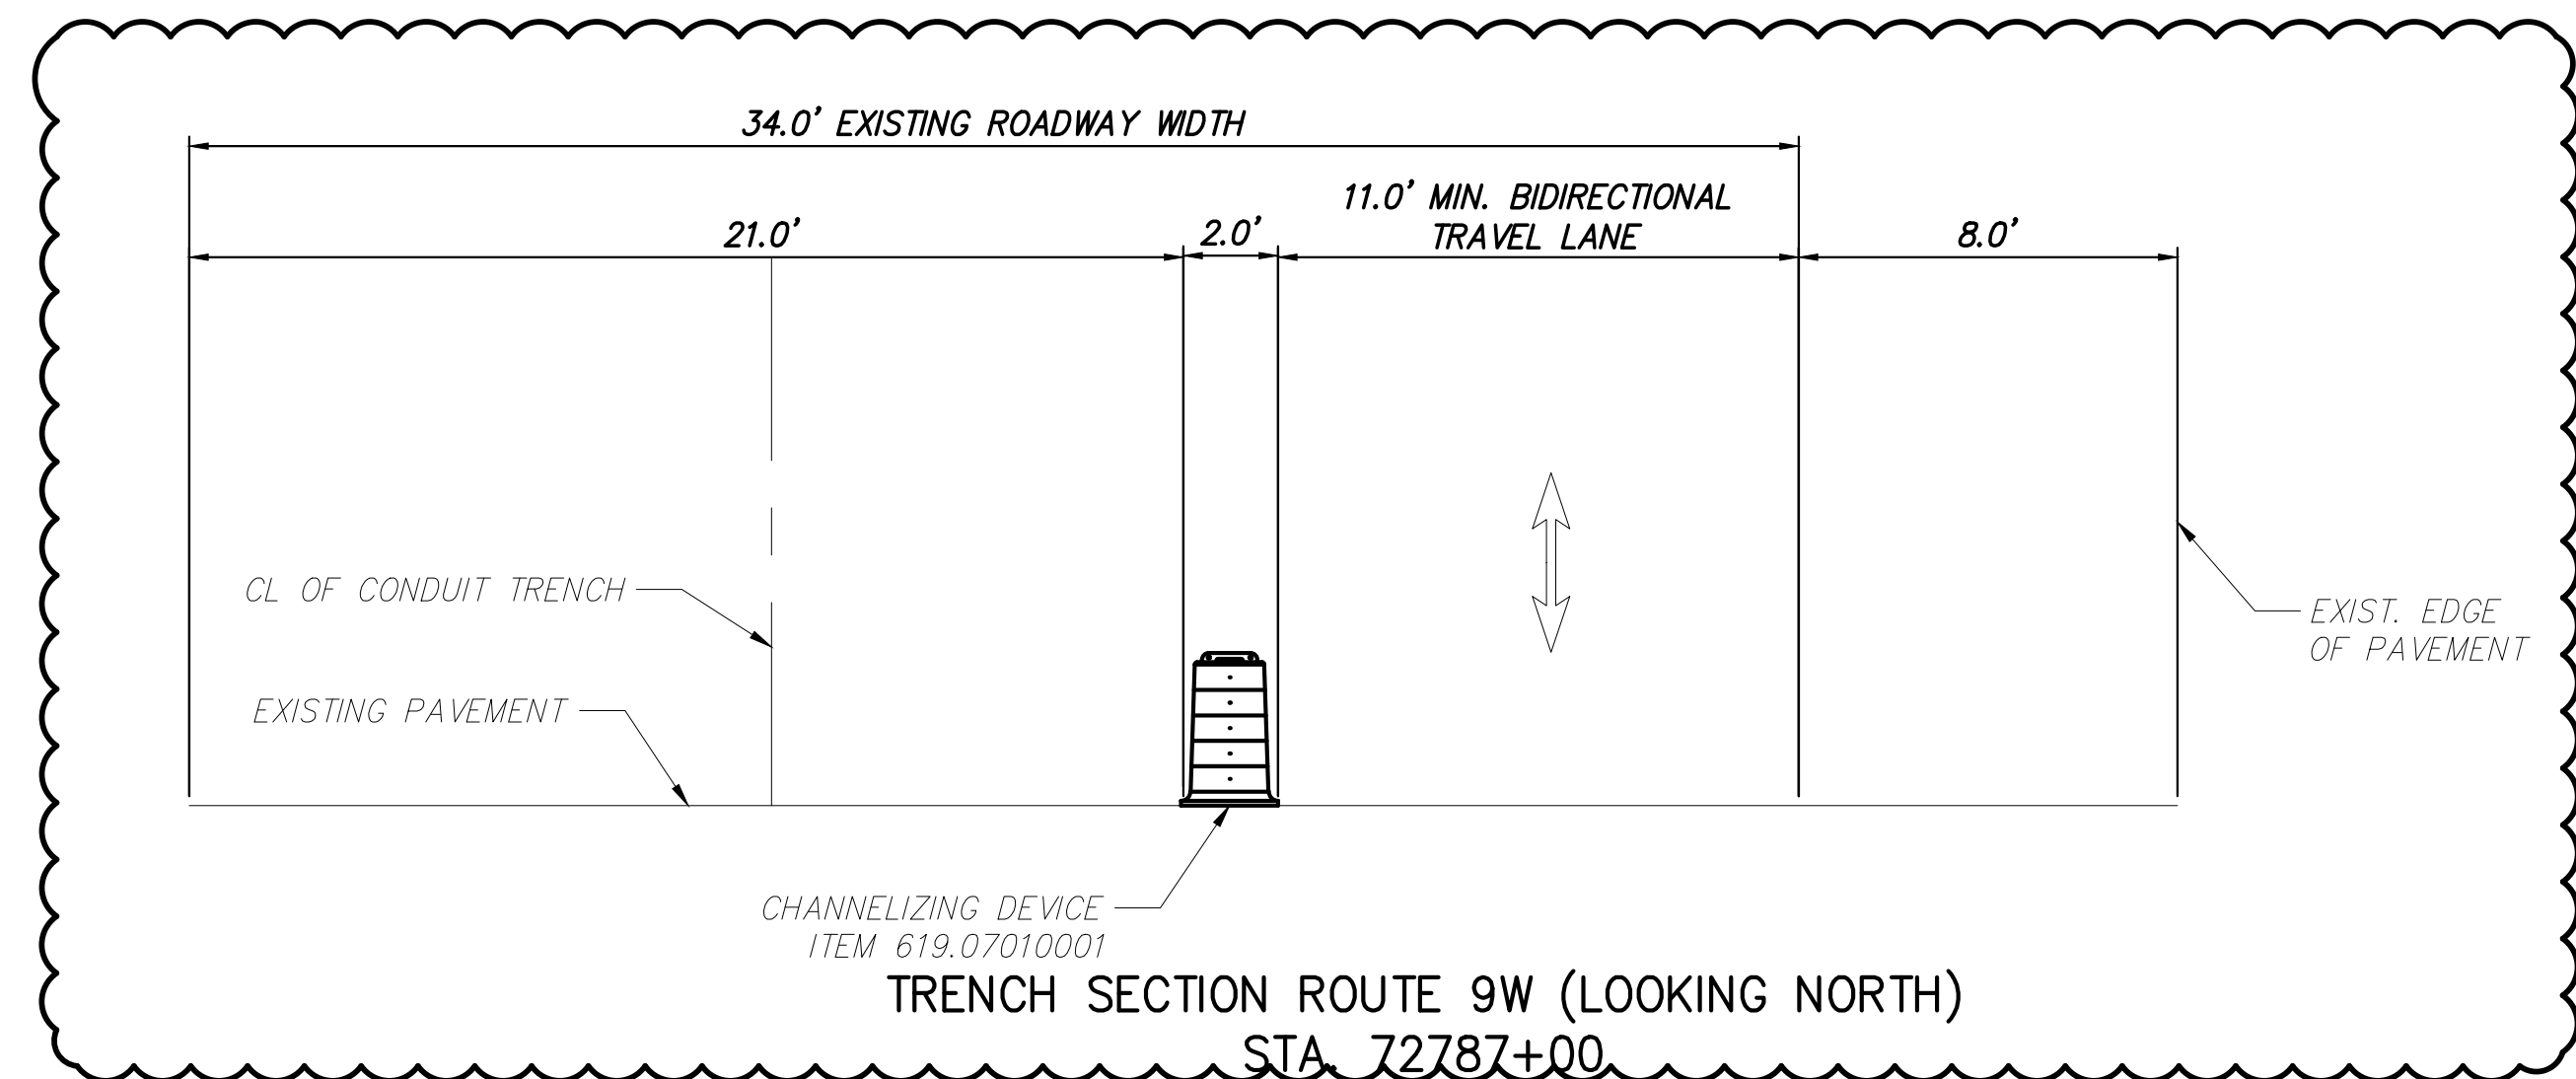 34.0' EXISTING ROADWAY WIDTH
11.0' MIN. BIDIRECTIONAL
TRAVEL LANE
21.0'
2.0'
8.0'
CL OF CONDUIT TRENCH
EXIST. EDGE
OF PAVEMENT
EXISTING PAVEMENT
CHANNELIZING DEVICE
ITEM 619.07010001
TRENCH SECTION ROUTE 9W (LOOKING NORTH)
STA. 72787+00